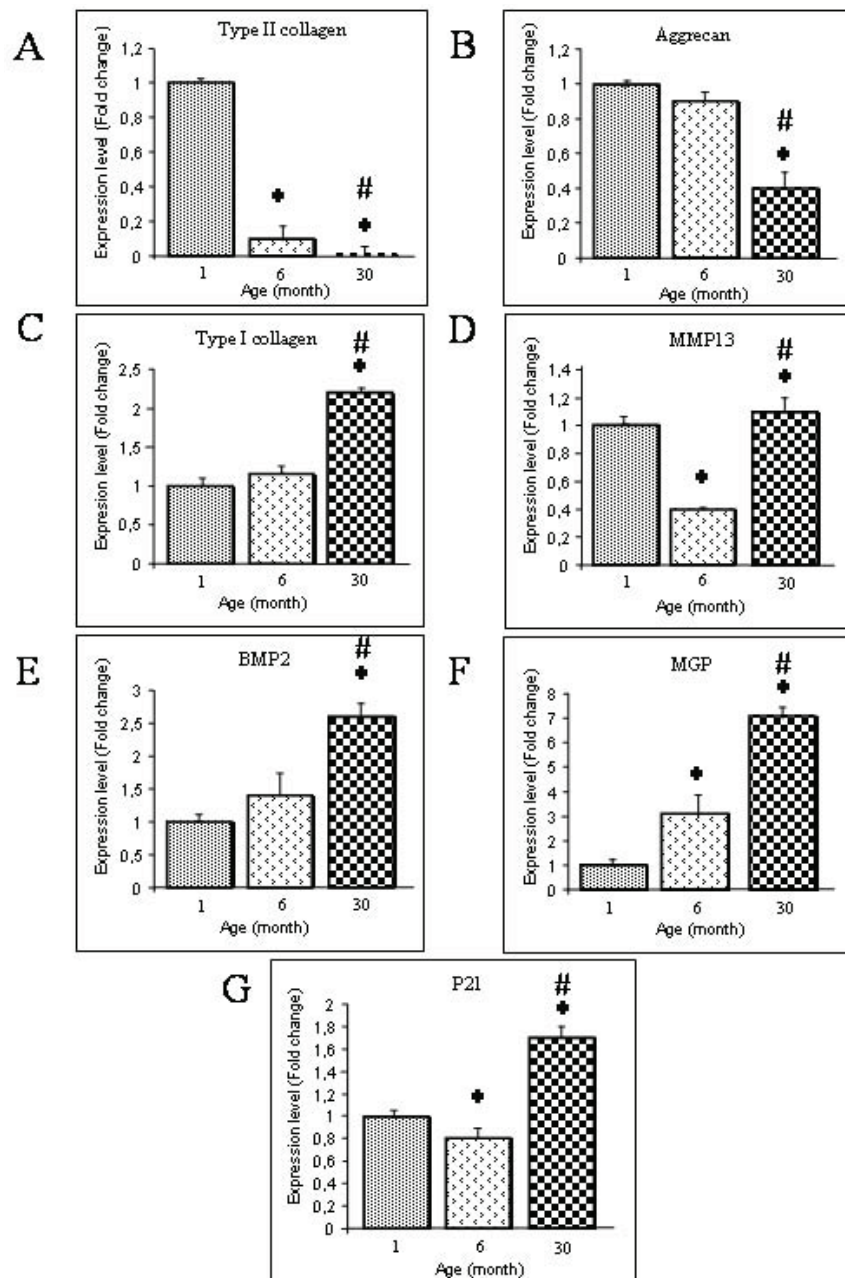 A
Type II collagen
Expression level (Fold change)
1,2
1
0,8
0,6
0,4
0,2
0
#
1 6 30
Age (month)
B
Aggrecan
Expression level (Fold change)
1,2
1
0,8
0,6
0,4
0,2
0
#
1 6 30
Age (month)
C
Type I collagen
Expression level (Fold change)
2,5
2
1,5
1
0,5
0
#
1 6 30
Age (month)
D
MMP13
Expression level (Fold change)
1,4
1,2
1
0,8
0,6
0,4
0,2
0
#
1 6 30
Age (month)
E
BMP2
Expression level (Fold change)
3
2,5
2
1,5
1
0,5
0
#
1 6 30
Age (month)
F
MGP
Expression level (Fold change)
8
7
6
5
4
3
2
1
0
#
1 6 30
Age (month)
G
P21
Expression level (Fold change)
2
1,8
1,6
1,4
1,2
1
0,8
0,6
0,4
0,2
0
#
1 6 30
Age (month)